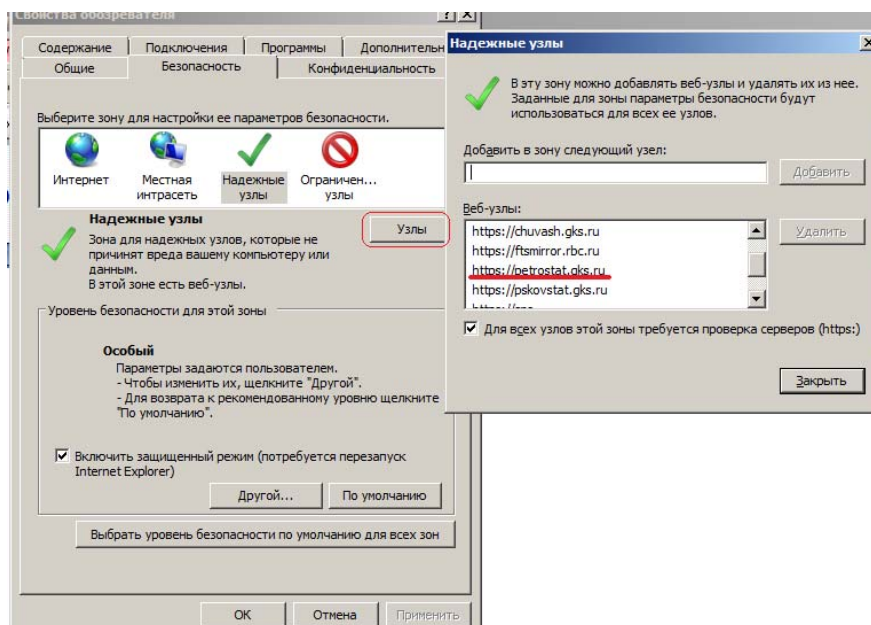 Свойства обозревателя
Содержание
Подключения
Программы
Дополнительн
Общие
Безопасность
Конфиденциальность
Выберите зону для настройки ее параметров безопасности.
Интернет
Местная
интрасеть
Надежные
узлы
Ограничен...
узлы
Надежные узлы
Узлы
Зона для надежных узлов, которые не
причинят вреда вашему компьютеру или
данным.
В этой зоне есть веб-узлы.
Уровень безопасности для этой зоны
Особый
Параметры задаются пользователем.
- Чтобы изменить их, щелкните "Другой".
- Для возврата к рекомендованному уровню щелкните
"По умолчанию".
Включить защищенный режим (потребуется перезапуск
Internet Explorer)
Другой...
По умолчанию
Выбрать уровень безопасности по умолчанию для всех зон
OK
Отмена
Применить
Надежные узлы
В эту зону можно добавлять веб-узлы и удалять их из нее.
Заданные для зоны параметры безопасности будут
использоваться для всех ее узлов.
Добавить в зону следующий узел:
Добавить
Веб-узлы:
https://chuvash.gks.ru
https://ftsmirror.rbc.ru
https://petrostat.gks.ru
https://pskovstat.gks.ru
Удалить
Для всех узлов этой зоны требуется проверка серверов (https:)
Закрыть